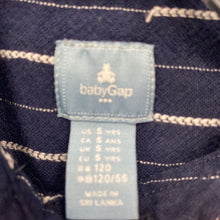 babyGap
US 5 YRS
CA 5 ANS
UK 5 YRS
EU 5 YRS
120
120/56
MADE IN
SRI LANKA